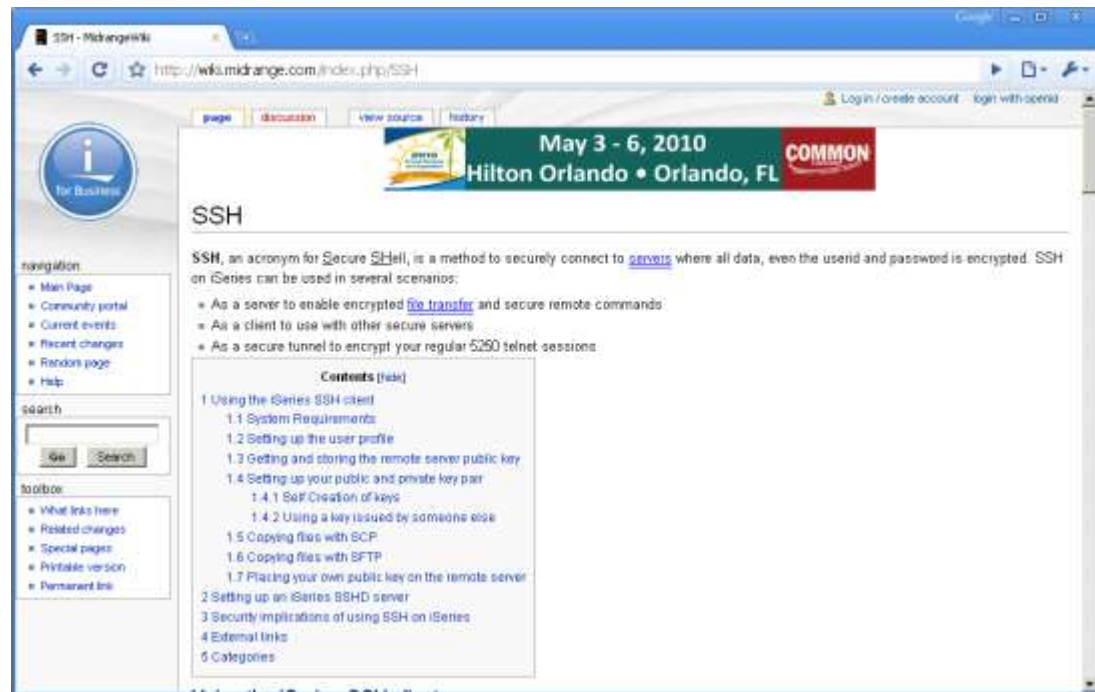 Google
SSH - MidrangeWiki
http://wiki.midrange.com/index.php/SSH
Log in / create account login with openid
page discussion view source history
May 3 - 6, 2010
Hilton Orlando • Orlando, FL
COMMON
i
for Business
SSH
SSH, an acronym for Secure SHell, is a method to securely connect to servers where all data, even the userid and password is encrypted. SSH
on iSeries can be used in several scenarios:
As a server to enable encrypted file transfer and secure remote commands
As a client to use with other secure servers
As a secure tunnel to encrypt your regular 5250 telnet sessions
Contents [hide]
1 Using the iSeries SSH client
1.1 System Requirements
1.2 Setting up the user profile
1.3 Getting and storing the remote server public key
1.4 Setting up your public and private key pair
1.4.1 Self Creation of keys
1.4.2 Using a key issued by someone else
1.5 Copying files with SCP
1.6 Copying files with SFTP
1.7 Placing your own public key on the remote server
2 Setting up an iSeries SSHD server
3 Security implications of using SSH on iSeries
4 External links
5 Categories
navigation
Main Page
Community portal
Current events
Recent changes
Random page
Help
search
Go Search
toolbox
What links here
Related changes
Special pages
Printable version
Permanent link